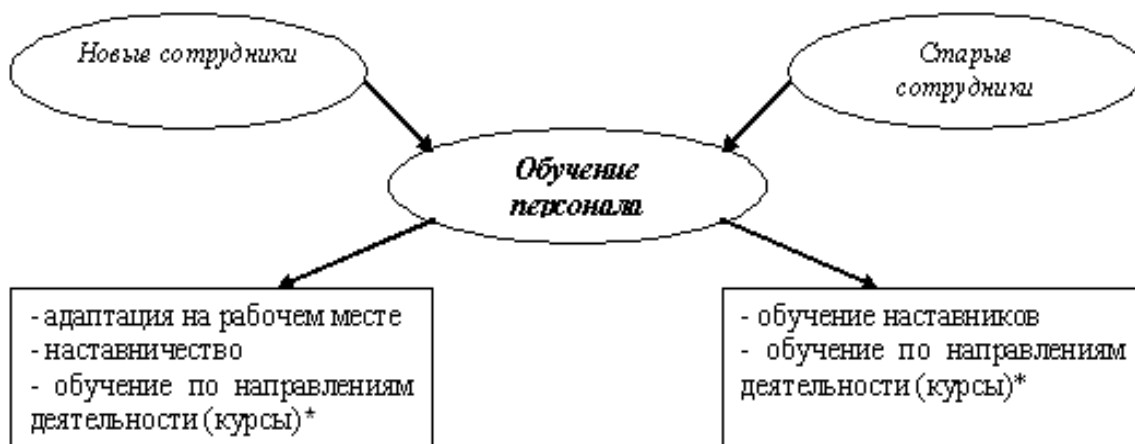 Новые сотрудники
Старые
сотрудники
Обучение
персонала
- адаптация на рабочем месте
- наставничество
- обучение по направлениям
деятельности (курсы)*
- обучение наставников
- обучение по направлениям
деятельности (курсы)*